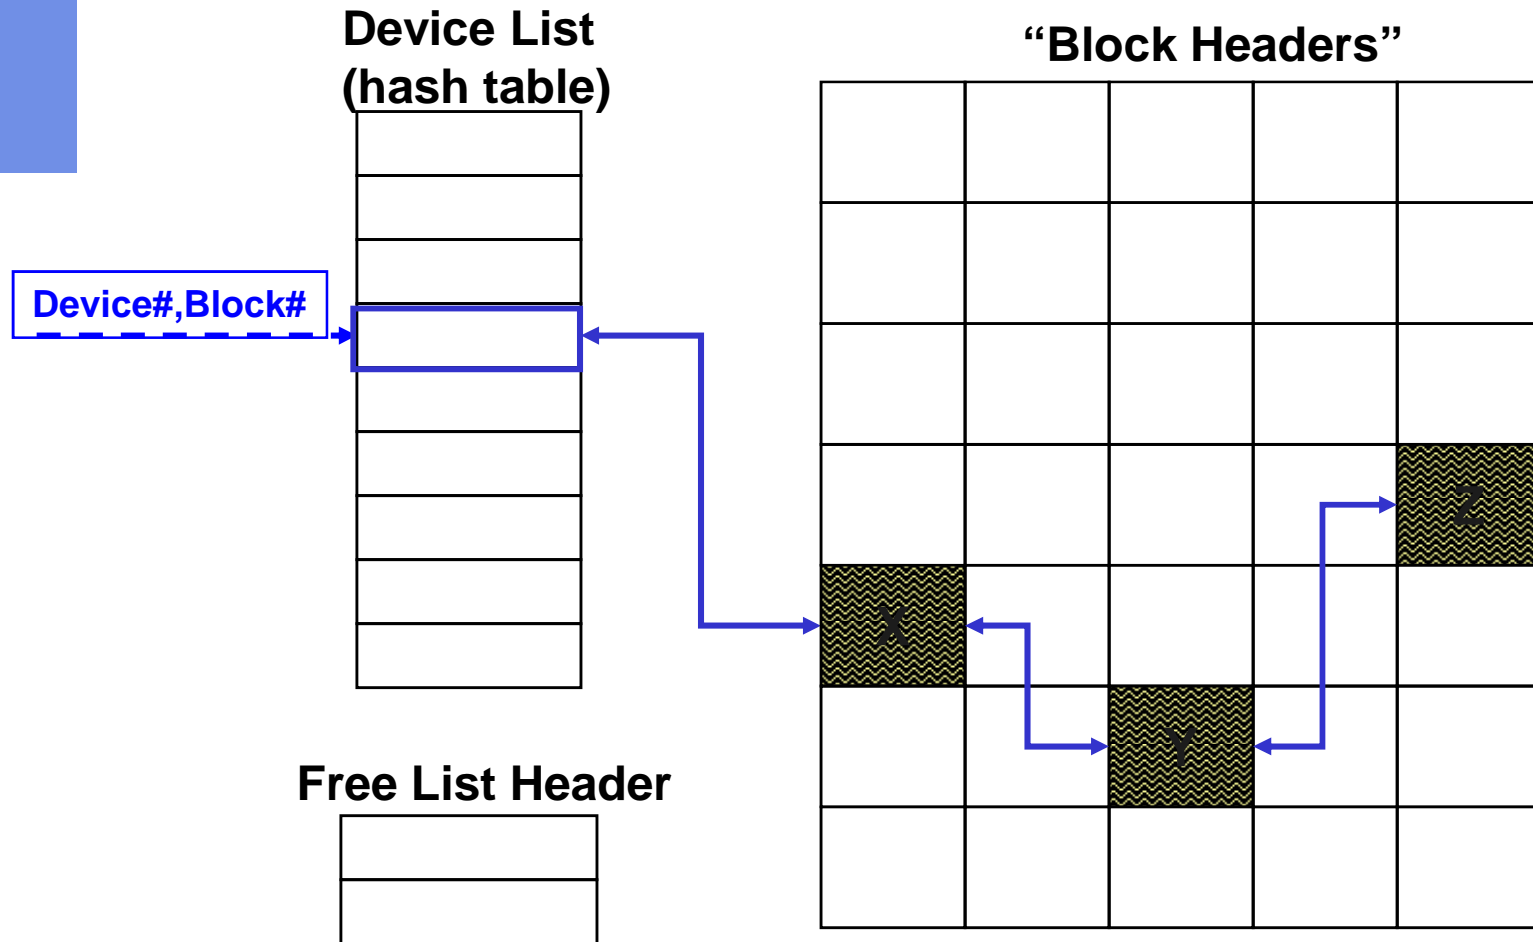 Device List
(hash table)
“Block Headers”
Device#,Block#
Z
X
Y
Free List Header